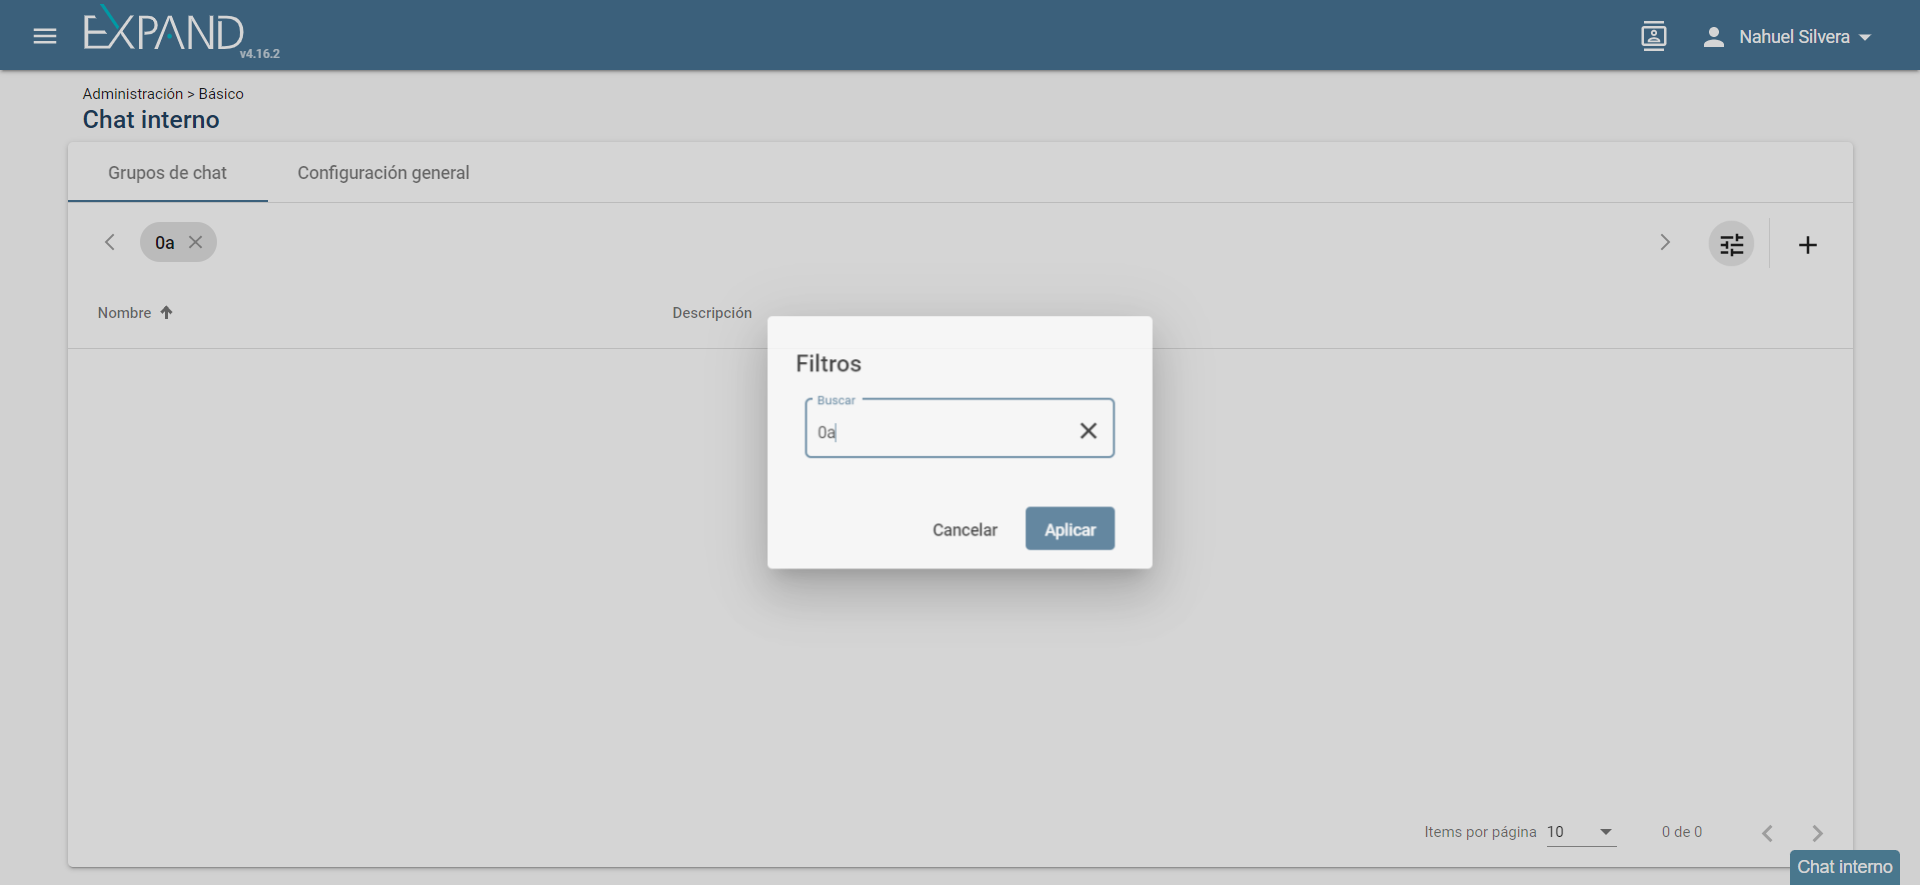 EXPAND
v4.16.2
Nahuel Silvera
Administración > Básico
Chat interno
Grupos de chat
Configuración general
0a
Nombre
Descripción
Filtros
Buscar
0a
Cancelar
Aplicar
Items por página 10
0 de 0
Chat interno